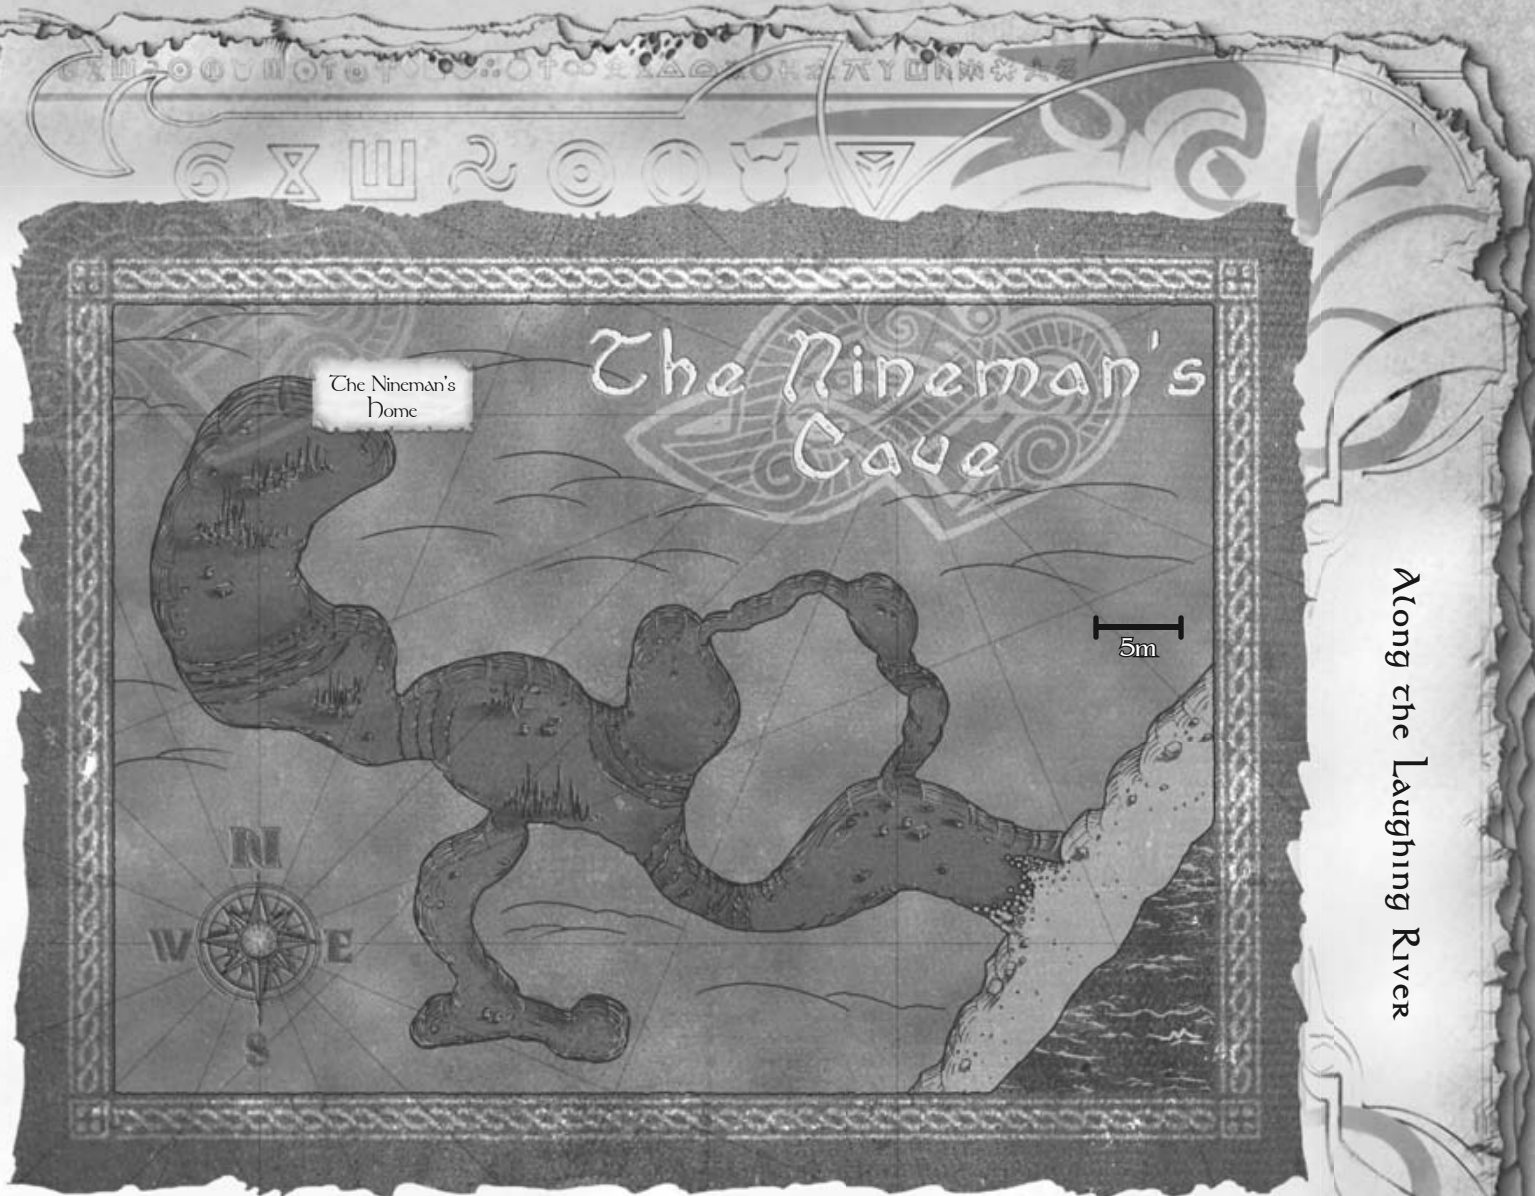 The Nineman's
Cave
The Nineman's
Home
5m
N
W
E
S
Along the Laughing River